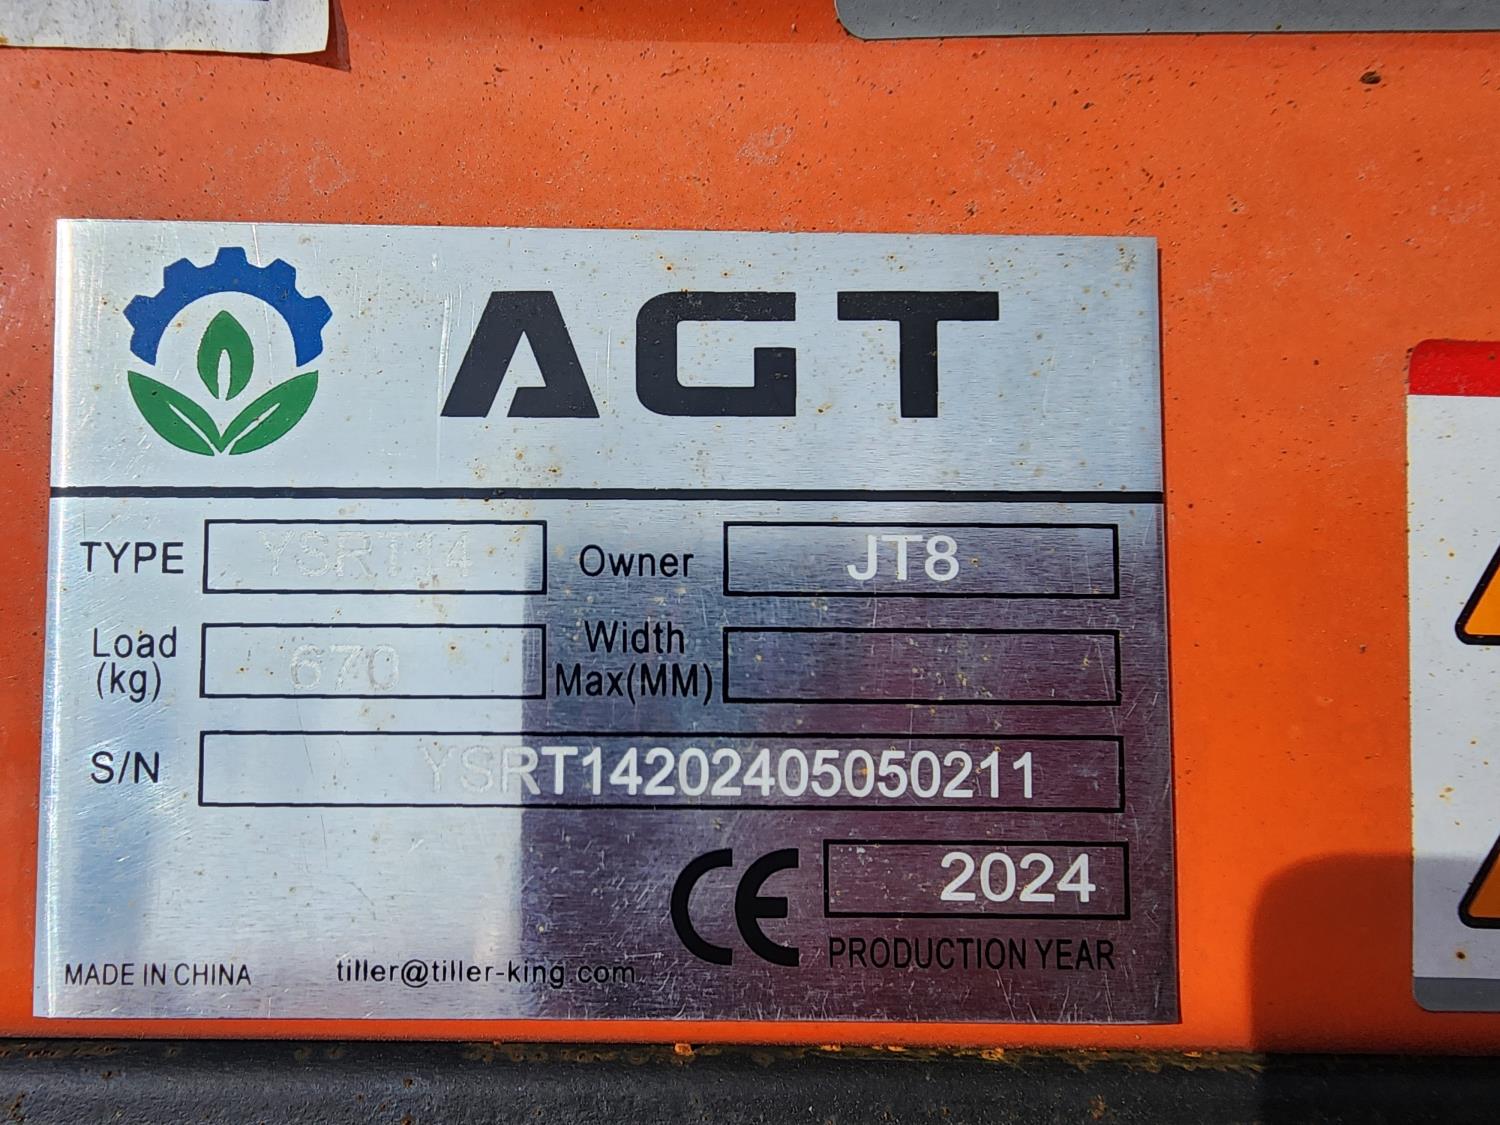 AGT
TYPE YSRT14 Owner JT8
Load (kg) 670 Width Max(MM)
S/N YSRT14202405050211
CE 2024
PRODUCTION YEAR
MADE IN CHINA tiller@tiller-king.com